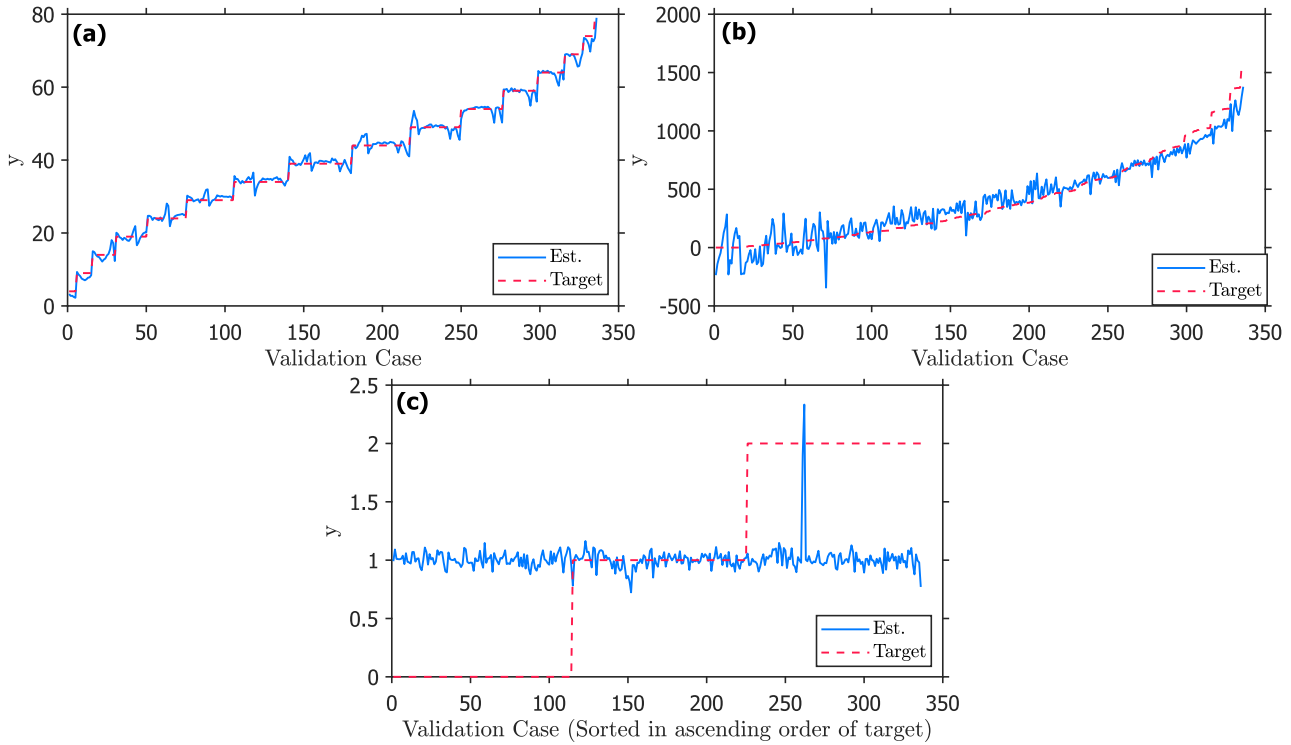 (a)
80
60
40
20
0
y
0 50 100 150 200 250 300 350
Validation Case
Est.
Target
(b)
2000
1500
1000
500
0
-500
y
0 50 100 150 200 250 300 350
Validation Case
Est.
Target
(c)
2.5
2
1.5
1
0.5
0
y
0 50 100 150 200 250 300 350
Validation Case (Sorted in ascending order of target)
Est.
Target